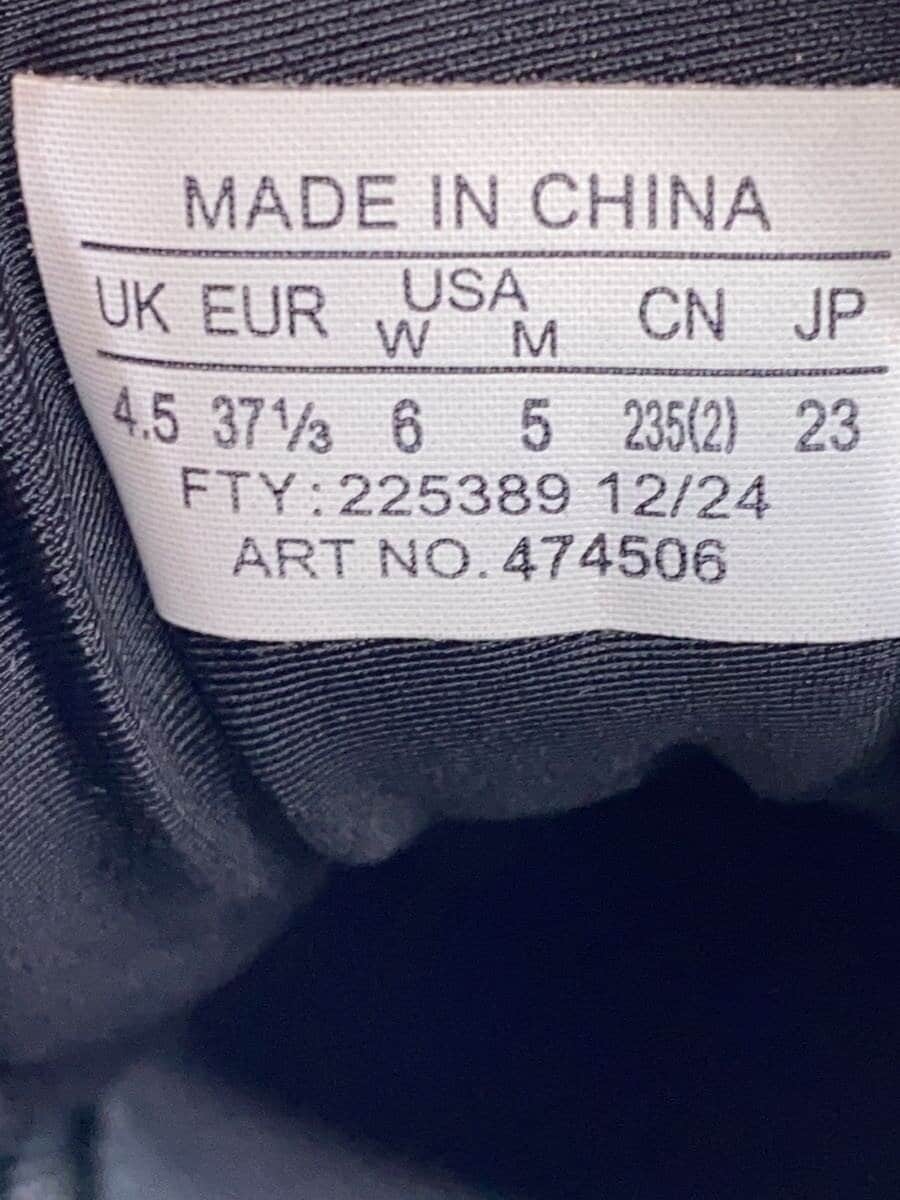 MADE IN CHINA
UK EUR USA CN JP
W M
4.5 37⅓ 6 5 235(2) 23
FTY:225389 12/24
ART NO.474506